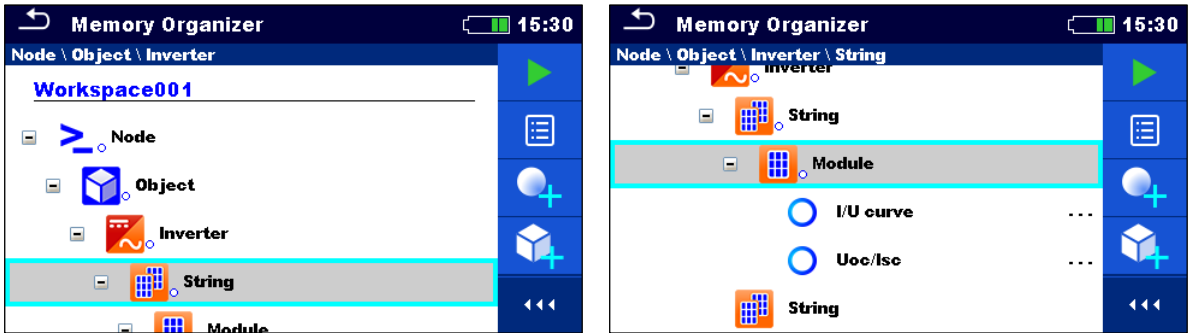 Memory Organizer 15:30
Node \ Object \ Inverter
Workspace001
Node
Object
Inverter
String
Module
Memory Organizer 15:30
Node \ Object \ Inverter \ String
Inverter
String
Module
I/U curve ...
Uoc/Isc ...
String